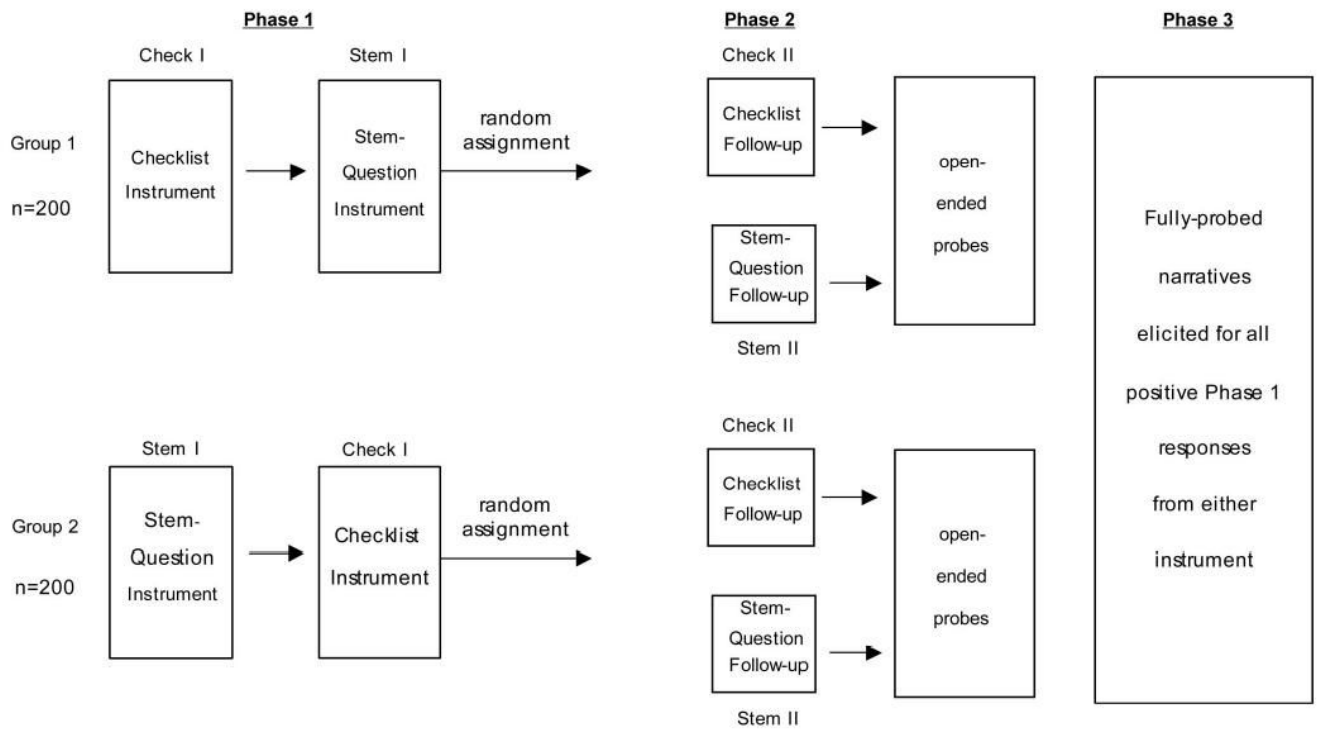 Phase 1
Phase 2
Phase 3
Check I
Stem I
Check II
Group 1
n=200
Checklist
Instrument
Stem-
Question
Instrument
random
assignment
Checklist
Follow-up
Stem-
Question
Follow-up
Stem II
open-
ended
probes
Stem I
Check I
Check II
Group 2
n=200
Stem-
Question
Instrument
Checklist
Instrument
random
assignment
Checklist
Follow-up
Stem-
Question
Follow-up
Stem II
open-
ended
probes
Fully-probed
narratives
elicited for all
positive Phase 1
responses
from either
instrument